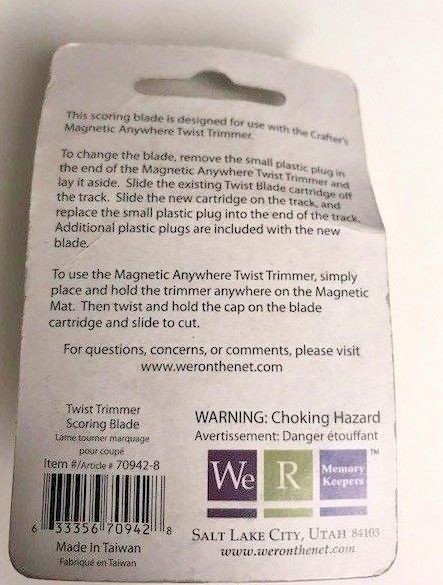 This scoring blade is designed for use with the Crafter's
Magnetic Anywhere Twist Trimmer.
To change the blade, remove the small plastic plug in
the end of the Magnetic Anywhere Twist Trimmer and
lay it aside. Slide the existing Twist Blade cartridge off
the track. Slide the new cartridge on the track, and
replace the small plastic plug into the end of the track.
Additional plastic plugs are included with the new
blade.
To use the Magnetic Anywhere Twist Trimmer, simply
place and hold the trimmer anywhere on the Magnetic
Mat. Then twist and hold the cap on the blade
cartridge and slide to cut.
For questions, concerns, or comments, please visit
www.weronthenet.com
Twist Trimmer
Scoring Blade
Lame tourner marquage
pour coupé
Item #/Article # 70942-8
6 33356 70942 8
Made In Taiwan
Fabriqué en Taiwan
WARNING: Choking Hazard
Avertissement: Danger étouffant
We R Memory
Keepers™
SALT LAKE CITY, UTAH 84103
www.weronthenet.com